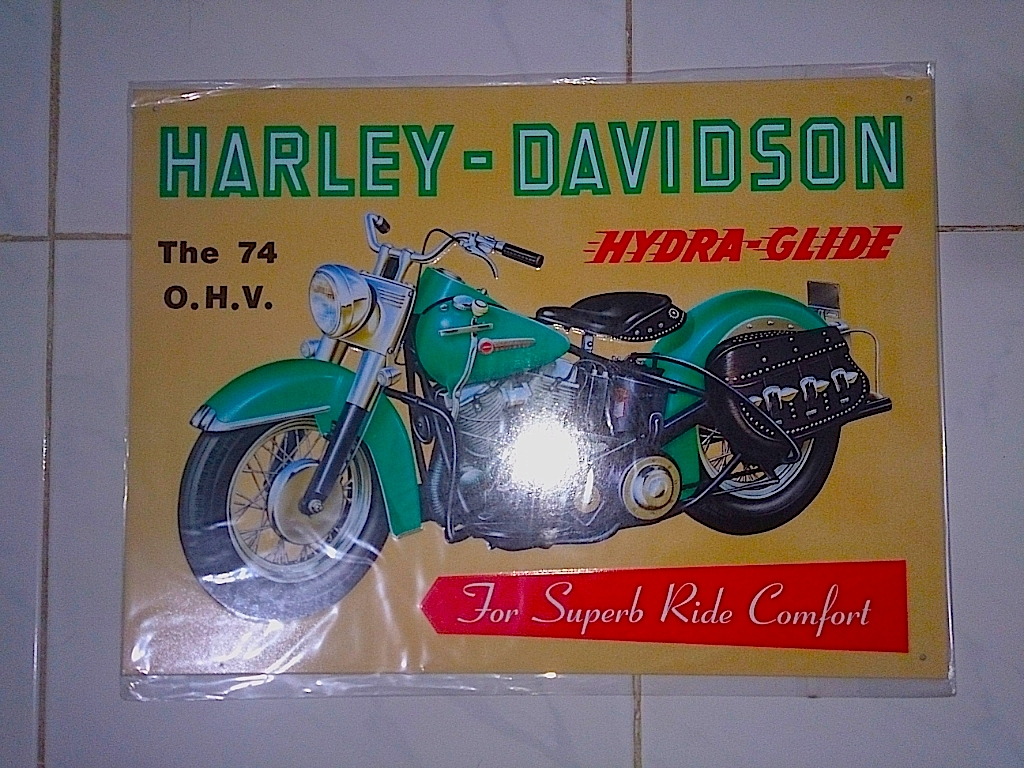 HARLEY-DAVIDSON
The 74
O.H.V.
HYDRA-GLIDE
For Superb Ride Comfort